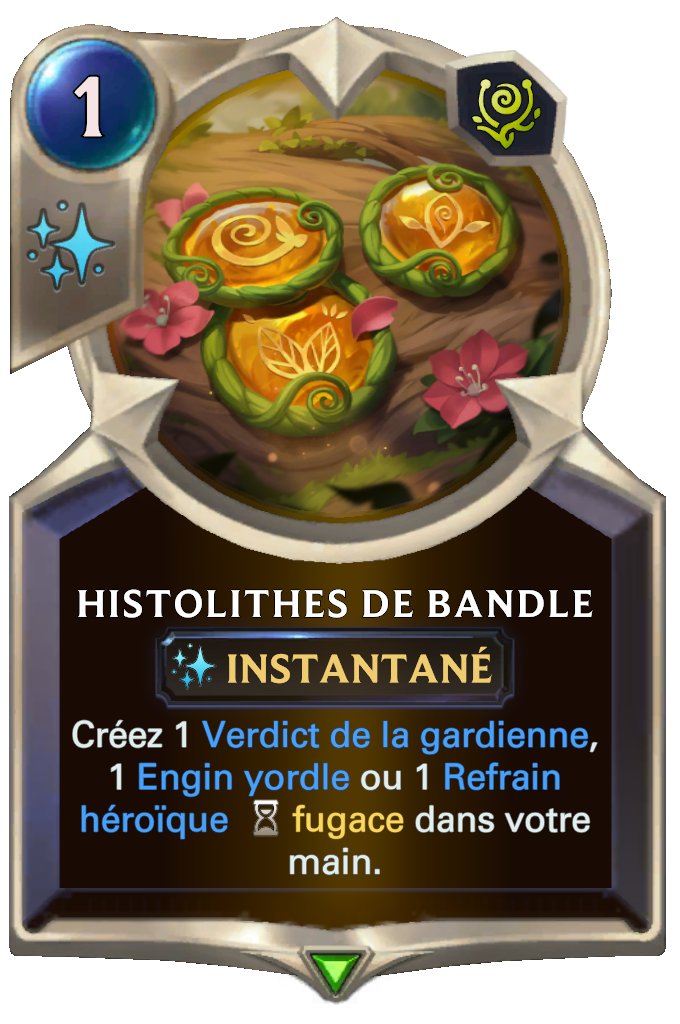 1
HISTOLITHES DE BANDLE
INSTANTANÉ
Créez 1 Verdict de la gardienne,
1 Engin yordle ou 1 Refrain
héroïque fugace dans votre
main.